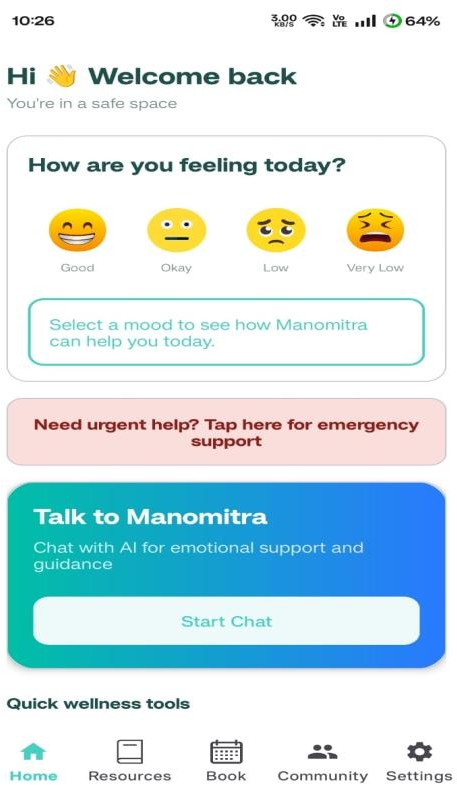 10:26 3.00 KB/S Vo LTE 64%
Hi 👋 Welcome back
You're in a safe space
How are you feeling today?
Good Okay Low Very Low
Select a mood to see how Manomitra
can help you today.
Need urgent help? Tap here for emergency
support
Talk to Manomitra
Chat with AI for emotional support and
guidance
Start Chat
Quick wellness tools
Home Resources Book Community Settings